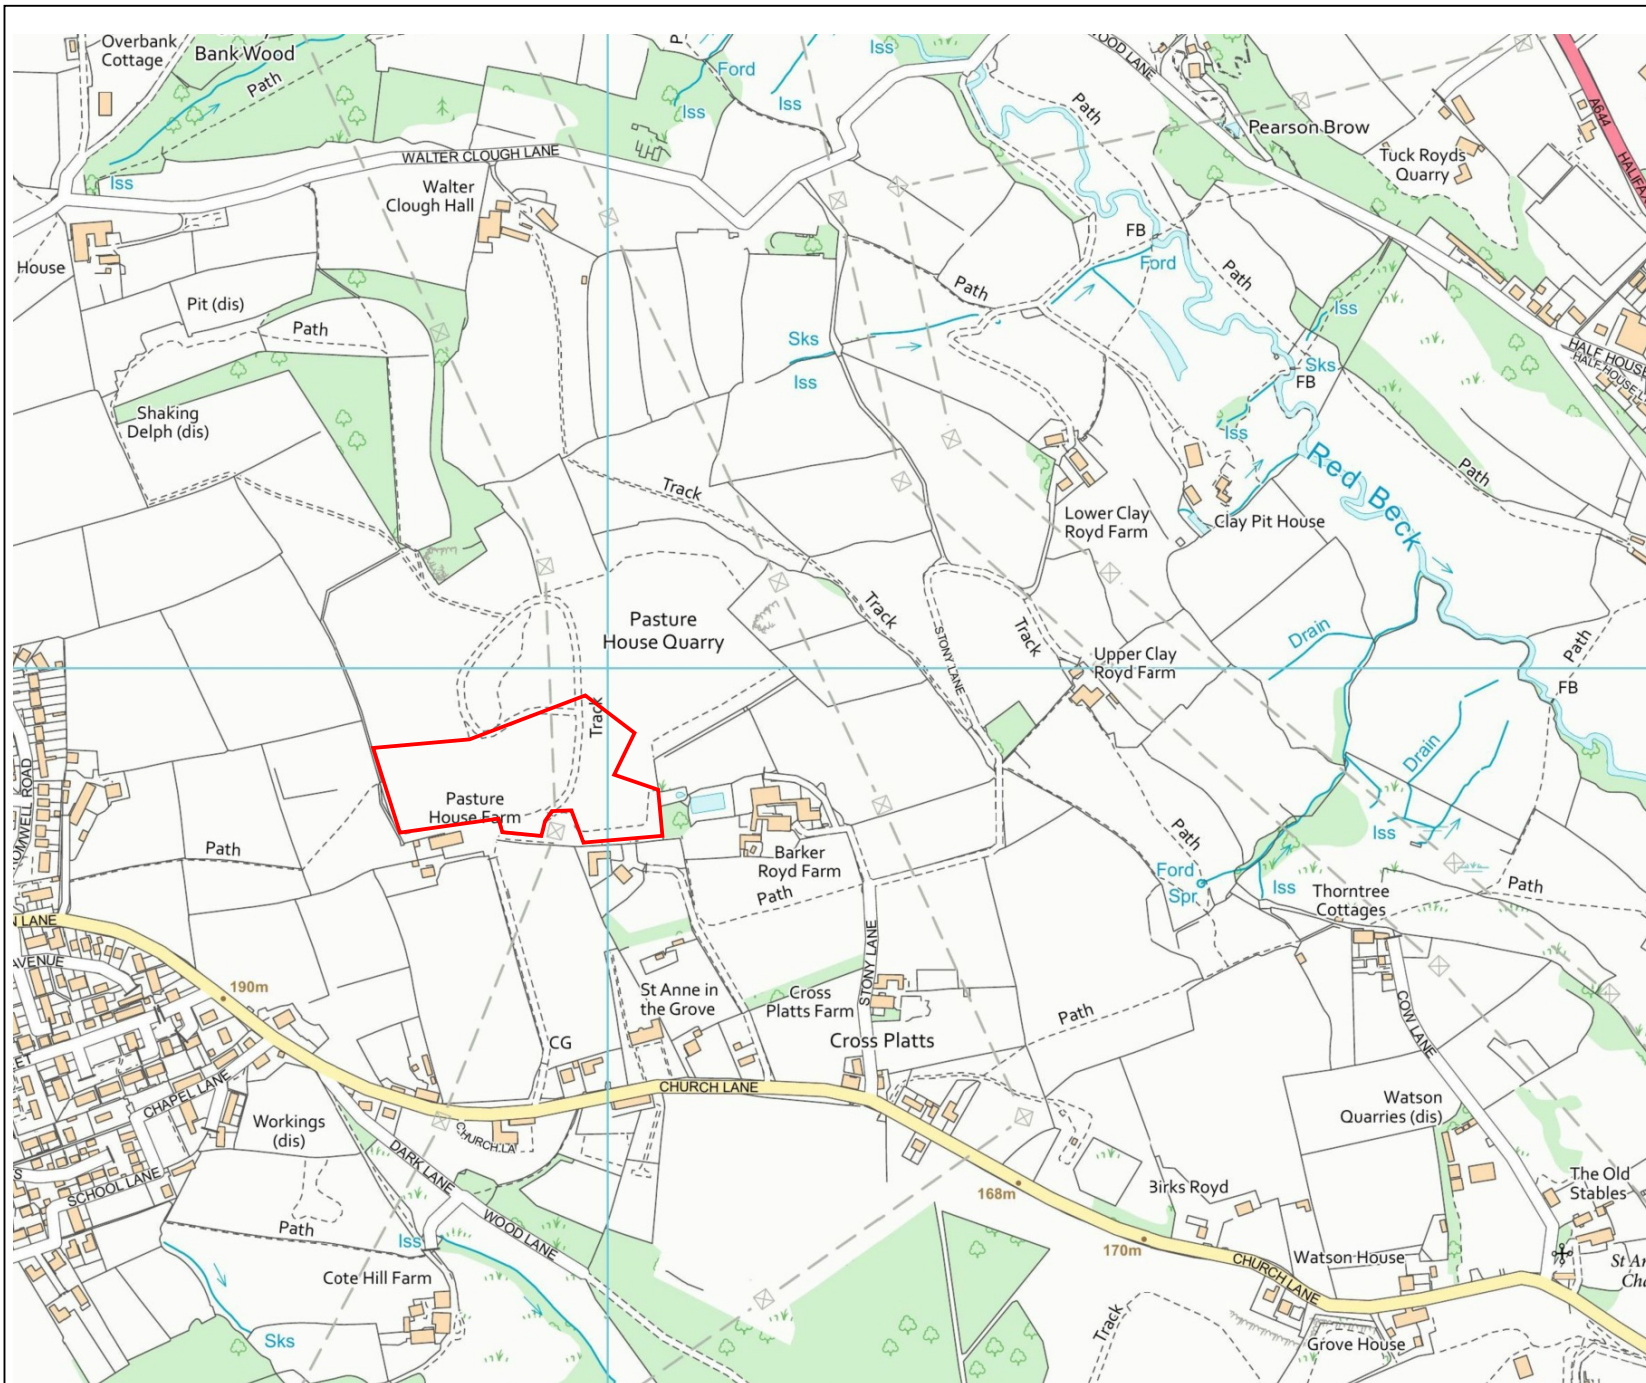 Overbank
Cottage
Bank Wood
Path
Iss
Ford
Iss
Iss
Iss
Path
WOOD LANE
A644
HALIFAX
Pearson Brow
Tuck Royds
Quarry
WALTER CLOUGH LANE
Walter
Clough Hall
House
Pit (dis)
Path
Shaking
Delph (dis)
Sks
Iss
Path
FB
Ford
Path
Iss
Sks
FB
Iss
HALF HOUSE
HALF HOUSE L
Path
Red Beck
Track
Lower Clay
Royd Farm
Clay Pit House
Pasture
House Quarry
Track
STONY LANE
Track
Upper Clay
Royd Farm
Drain
Path
FB
Track
Drain
OMWELL ROAD
Pasture
House Farm
Path
Barker
Royd Farm
Path
Path
Ford
Spr
Iss
Iss
Thorntree
Cottages
Path
N LANE
AVENUE
190m
St Anne in
the Grove
Cross
Platts Farm
STONY LANE
Cross Platts
Path
COW LANE
CG
CHURCH LANE
CHAPEL LANE
Workings
(dis)
CHURCH LA
DARK LANE
Watson
Quarries (dis)
SCHOOL LANE
Path
Iss
WOOD LANE
168m
Birks Royd
The Old
Stables
170m
CHURCH LANE
Watson House
Cote Hill Farm
Sks
Track
Grove House